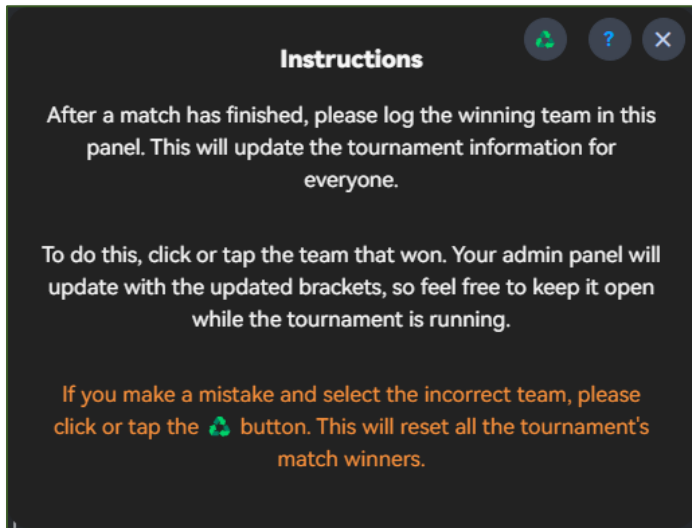 ?
Instructions
After a match has finished, please log the winning team in this
panel. This will update the tournament information for
everyone.
To do this, click or tap the team that won. Your admin panel will
update with the updated brackets, so feel free to keep it open
while the tournament is running.
If you make a mistake and select the incorrect team, please
click or tap the ♻ button. This will reset all the tournament's
match winners.